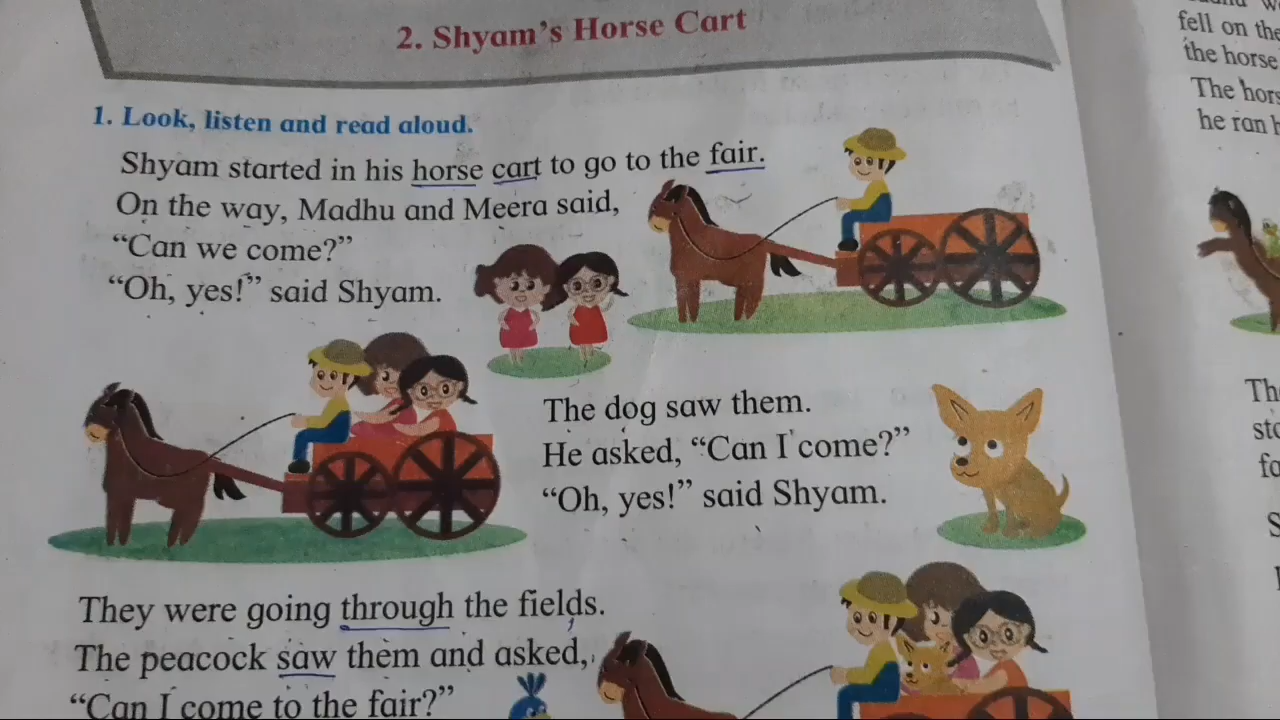 2. Shyam's Horse Cart
1. Look, listen and read aloud.
Shyam started in his horse cart to go to the fair.
On the way, Madhu and Meera said,
“Can we come?”
“Oh, yes!” said Shyam.
The dog saw them.
He asked, “Can I come?”
“Oh, yes!” said Shyam.
They were going through the fields.
The peacock saw them and asked,
“Can I come to the fair?”
fell on the
the horse
The
he ran